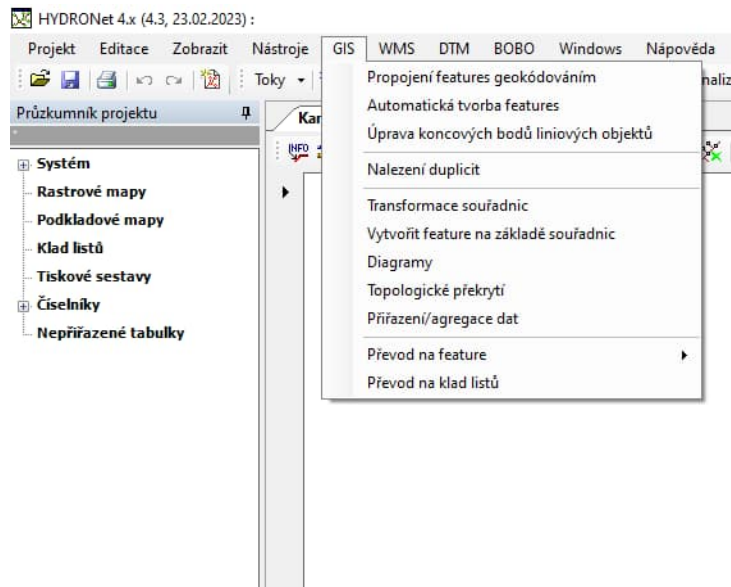 HYDRONet 4.x (4.3, 23.02.2023) :
Projekt Editace Zobrazit Nástroje GIS WMS DTM BOBO Windows Nápověda
Toky
Průzkumník projektu
Systém
Rastrové mapy
Podkladové mapy
Klad listů
Tiskové sestavy
Číselníky
Nepřiřazené tabulky
Kar
INFO
Propojení features geokódováním
Automatická tvorba features
Úprava koncových bodů liniových objektů
Nalezení duplicit
Transformace souřadnic
Vytvořit feature na základě souřadnic
Diagramy
Topologické překrytí
Přiřazení/agregace dat
Převod na feature
Převod na klad listů
naliz